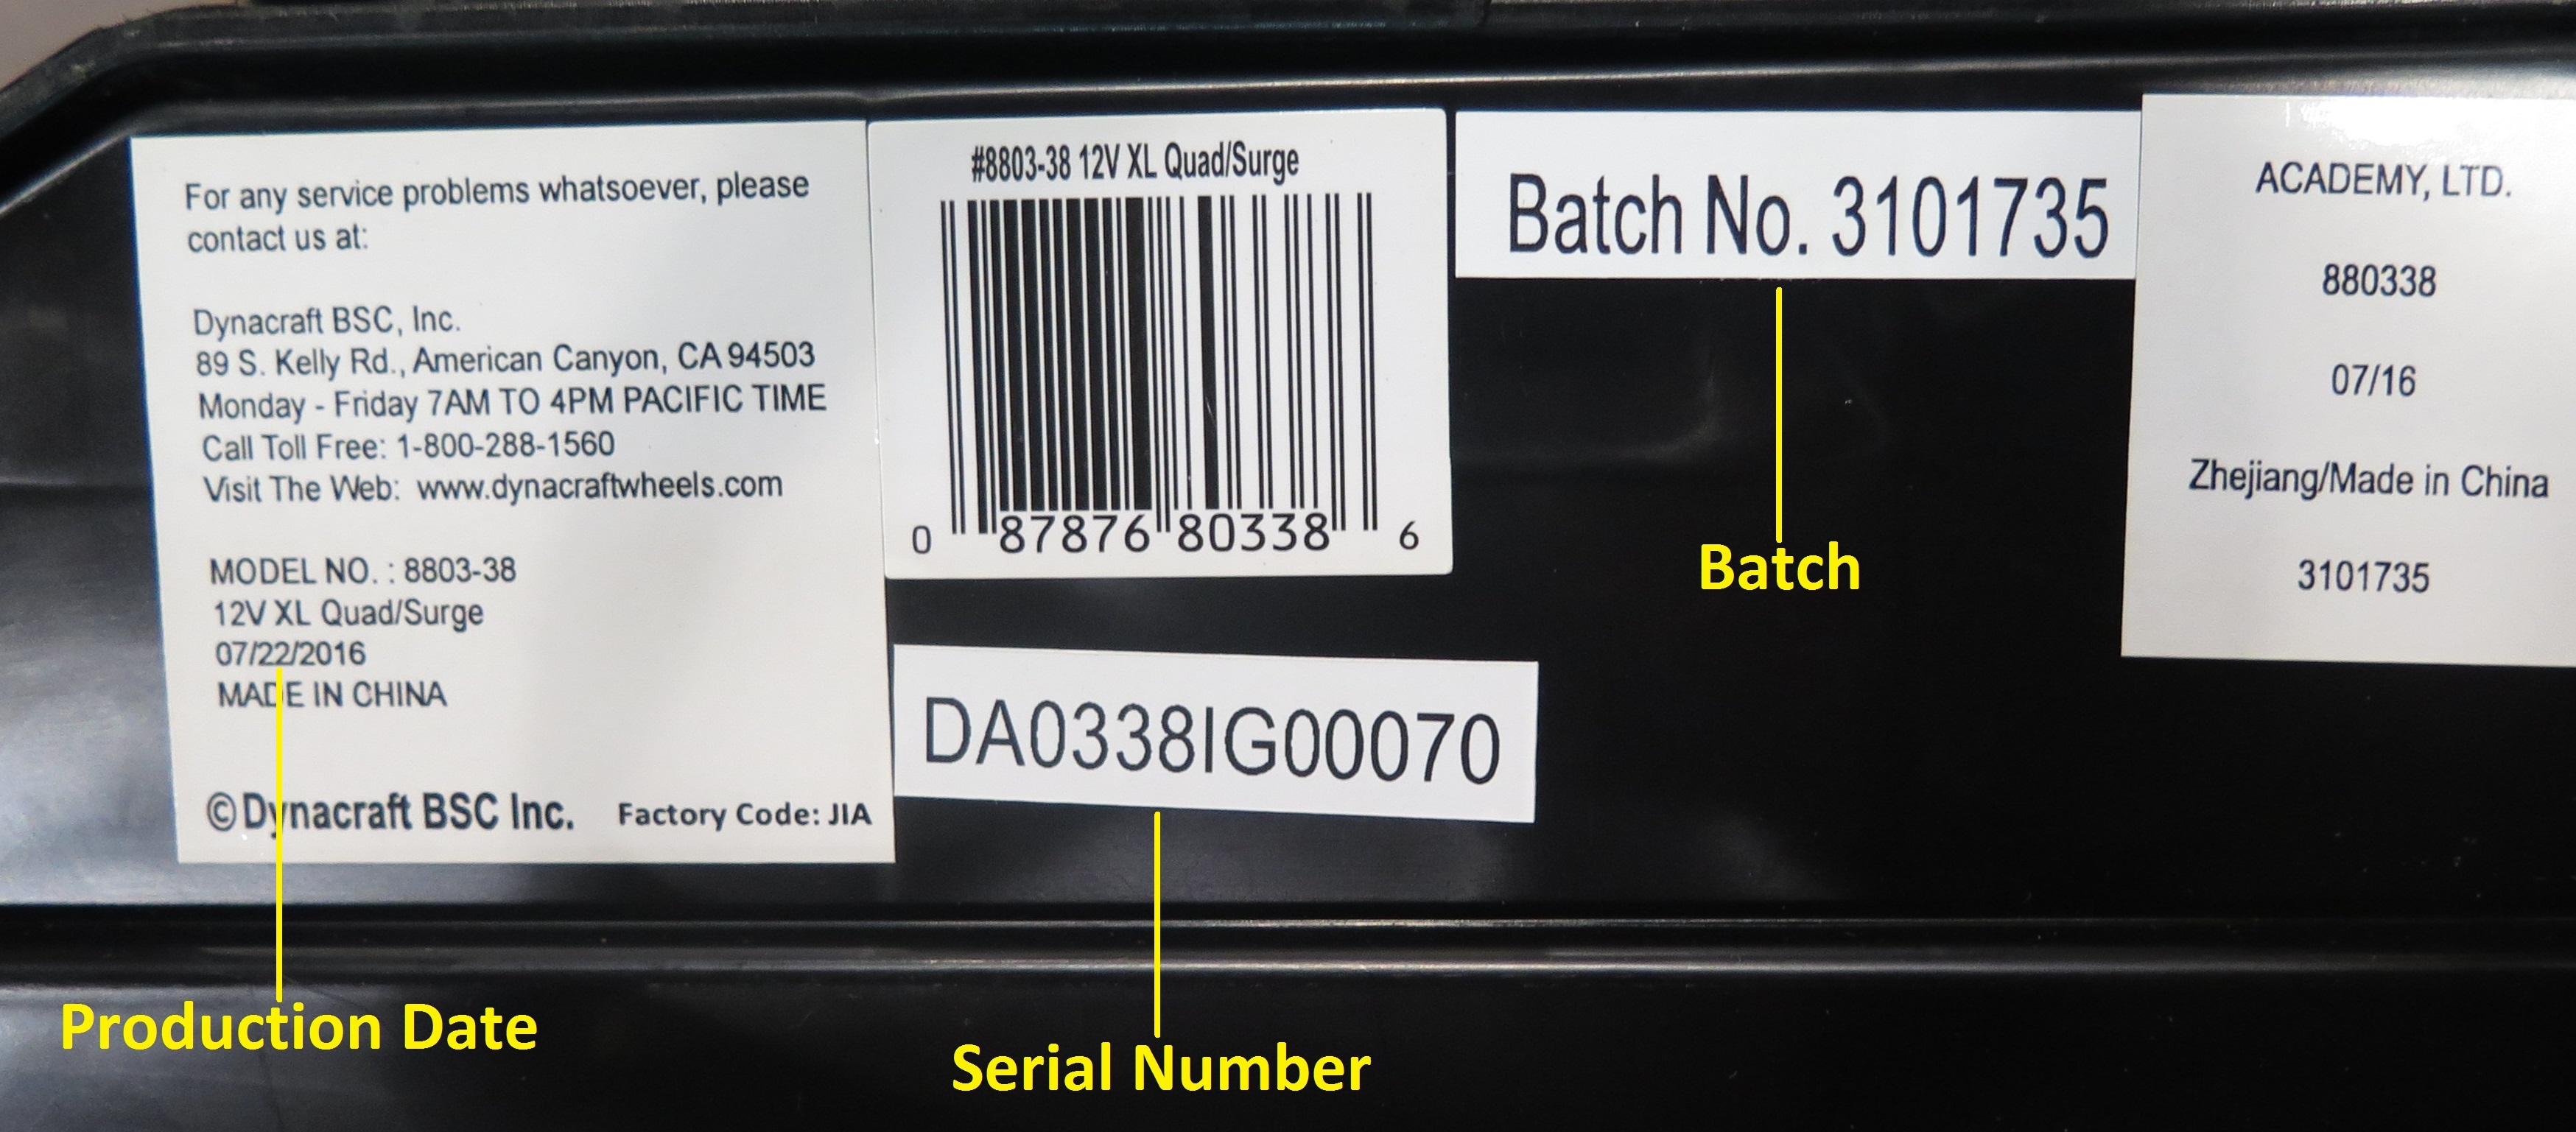 For any service problems whatsoever, please
contact us at:
Dynacraft BSC, Inc.
89 S. Kelly Rd., American Canyon, CA 94503
Monday - Friday 7AM TO 4PM PACIFIC TIME
Call Toll Free: 1-800-288-1560
Visit The Web: www.dynacraftwheels.com
MODEL NO. : 8803-38
12V XL Quad/Surge
07/22/2016
MADE IN CHINA
©Dynacraft BSC Inc. Factory Code: JIA
#8803-38 12V XL Quad/Surge
0 87876 80338 6
Batch No. 3101735
ACADEMY, LTD.
880338
07/16
Zhejiang/Made in China
3101735
DA0338IG00070
Batch
Production Date
Serial Number